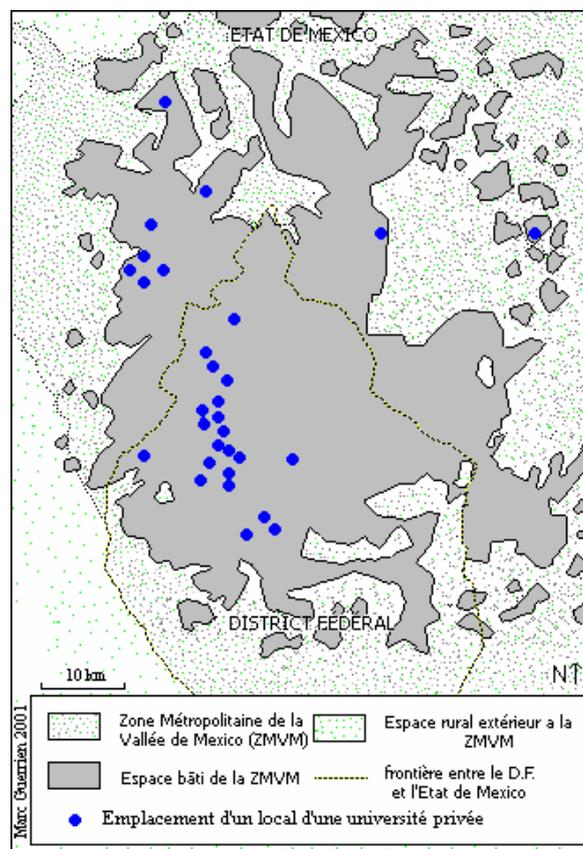 ETAT DE MEXICO
DISTRICT FEDERAL
10 km
N↑
Zone Métropolitaine de la
Vallée de Mexico (ZMVM)
Espace rural extérieur a la
ZMVM
Espace bâti de la ZMVM
frontière entre le D.F.
et l'Etat de Mexico
Emplacement d'un local d'une université privée
Marc Guerrien 2001